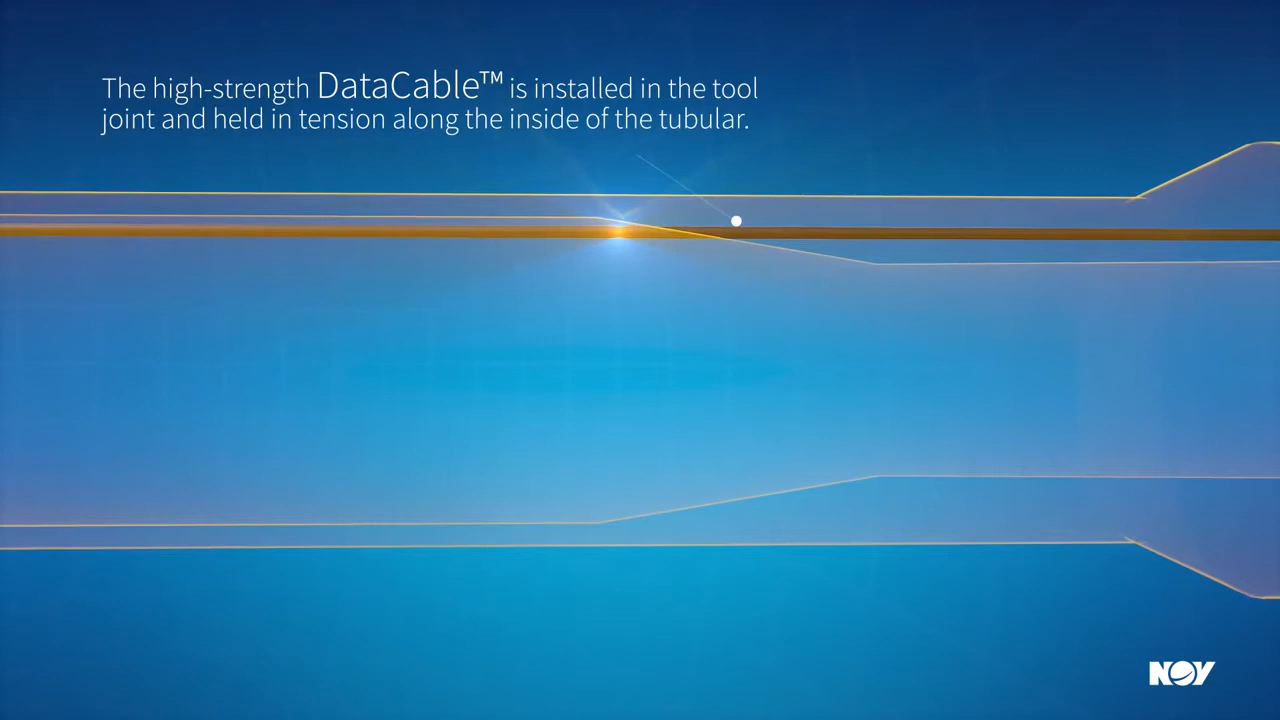 The high-strength DataCable™ is installed in the tool
joint and held in tension along the inside of the tubular.
NOV